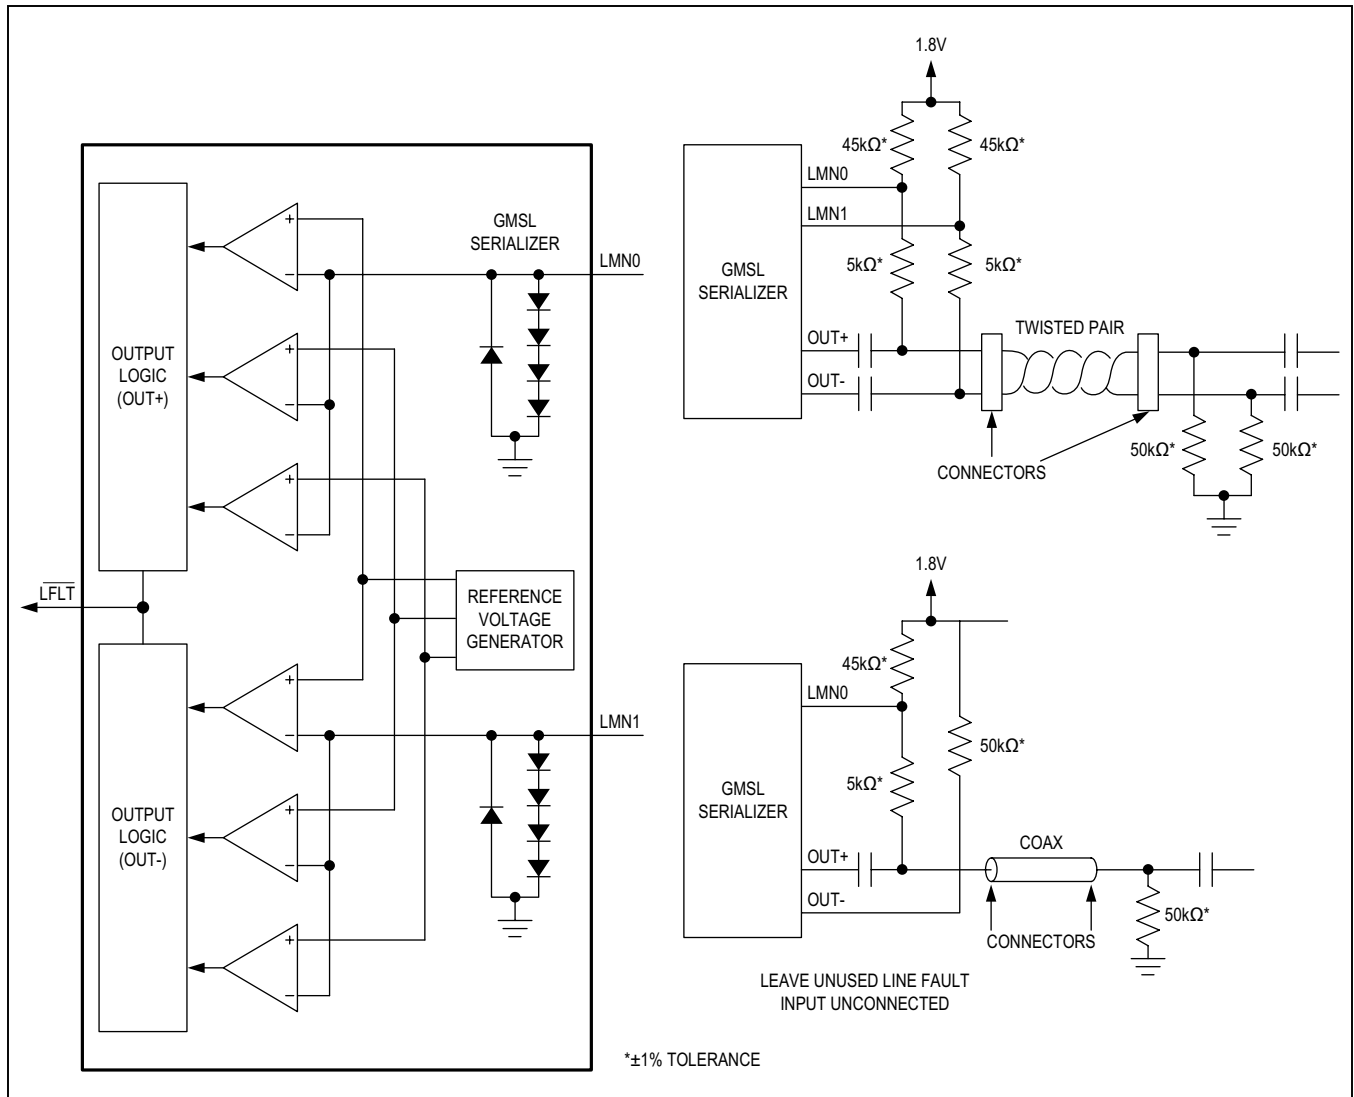 GMSL
SERIALIZER
LMN0
OUTPUT
LOGIC
(OUT+)
+
−
+
−
+
−
LFLT
REFERENCE
VOLTAGE
GENERATOR
LMN1
OUTPUT
LOGIC
(OUT-)
+
−
+
−
+
−
1.8V
45kΩ*
45kΩ*
LMN0
LMN1
GMSL
SERIALIZER
5kΩ*
5kΩ*
OUT+
OUT-
TWISTED PAIR
CONNECTORS
50kΩ*
50kΩ*
1.8V
45kΩ*
LMN0
50kΩ*
5kΩ*
GMSL
SERIALIZER
OUT+
OUT-
COAX
CONNECTORS
50kΩ*
LEAVE UNUSED LINE FAULT
INPUT UNCONNECTED
*±1% TOLERANCE